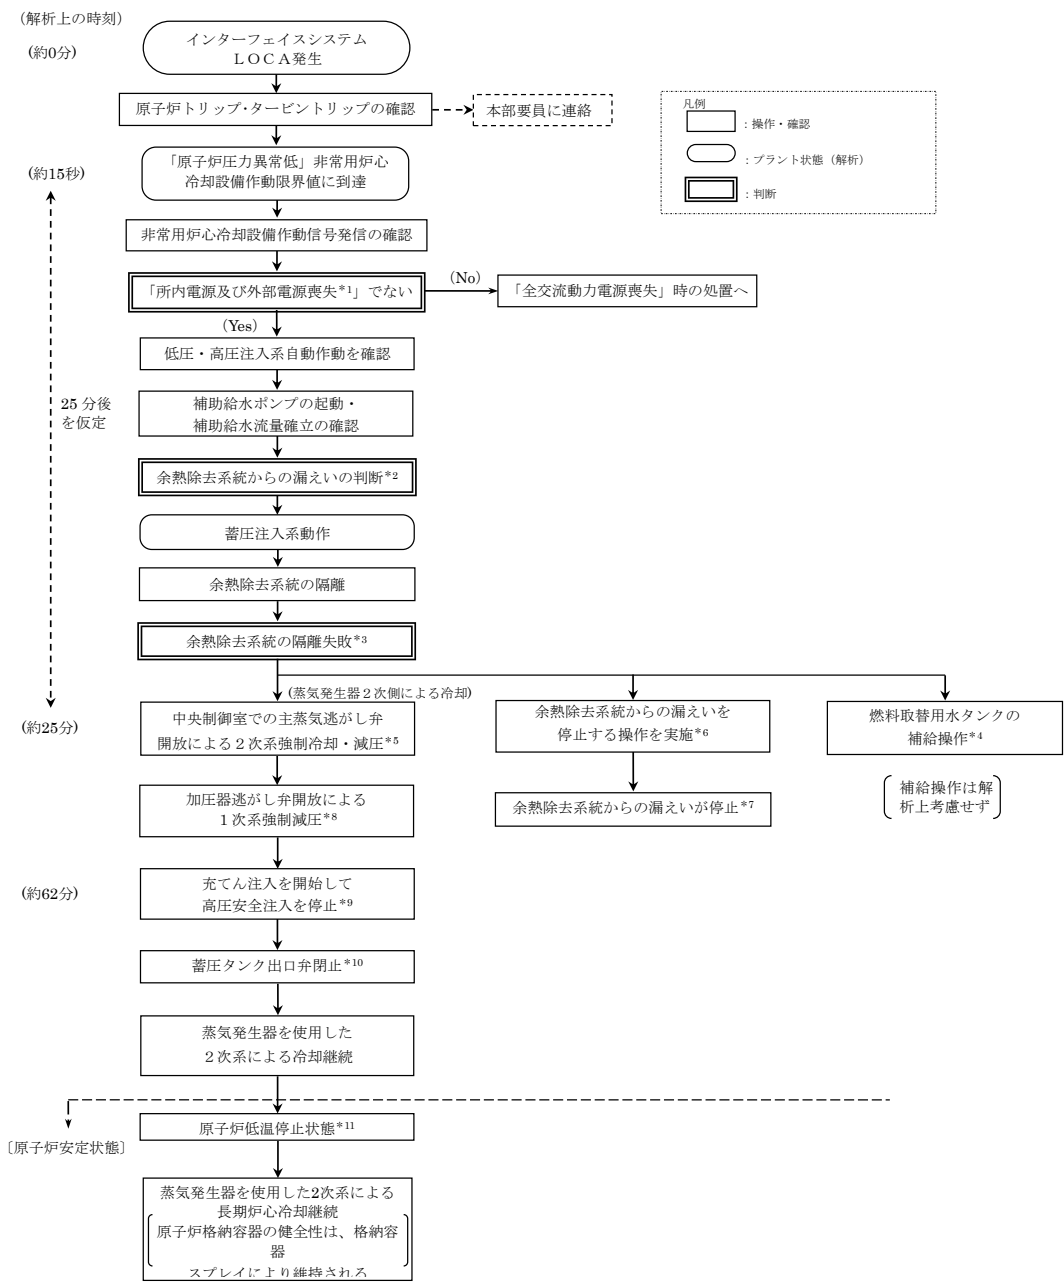 （解析上の時刻）
(約0分)
インターフェイスシステム
ＬＯＣＡ発生
原子炉トリップ・タービントリップの確認
本部要員に連絡
凡例
：操作・確認
：プラント状態（解析）
：判断
(約15秒)
「原子炉圧力異常低」非常用炉心
冷却設備作動限界値に到達
非常用炉心冷却設備作動信号発信の確認
「所内電源及び外部電源喪失*1」でない
（No）
「全交流動力電源喪失」時の処置へ
（Yes）
低圧・高圧注入系自動作動を確認
25 分後
を仮定
補助給水ポンプの起動・
補助給水流量確立の確認
余熱除去系統からの漏えいの判断*2
蓄圧注入系動作
余熱除去系統の隔離
余熱除去系統の隔離失敗*3
(蒸気発生器２次側による冷却)
(約25分)
中央制御室での主蒸気逃がし弁
開放による２次系強制冷却・減圧*5
余熱除去系統からの漏えいを
停止する操作を実施*6
燃料取替用水タンクの
補給操作*4
加圧器逃がし弁開放による
１次系強制減圧*8
余熱除去系統からの漏えいが停止*7
補給操作は解
析上考慮せず
(約62分)
充てん注入を開始して
高圧安全注入を停止*9
蓄圧タンク出口弁閉止*10
蒸気発生器を使用した
２次系による冷却継続
〔原子炉安定状態〕
原子炉低温停止状態*11
蒸気発生器を使用した2次系による
長期炉心冷却継続
原子炉格納容器の健全性は、格納容
器
スプレイにより維持される